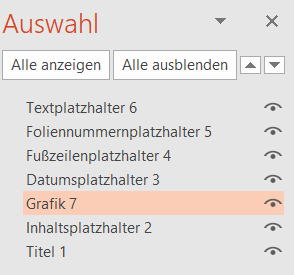 Auswahl
Alle anzeigen Alle ausblenden
Textplatzhalter 6
Foliennummernplatzhalter 5
Fußzeilenplatzhalter 4
Datumsplatzhalter 3
Grafik 7
Inhaltsplatzhalter 2
Titel 1